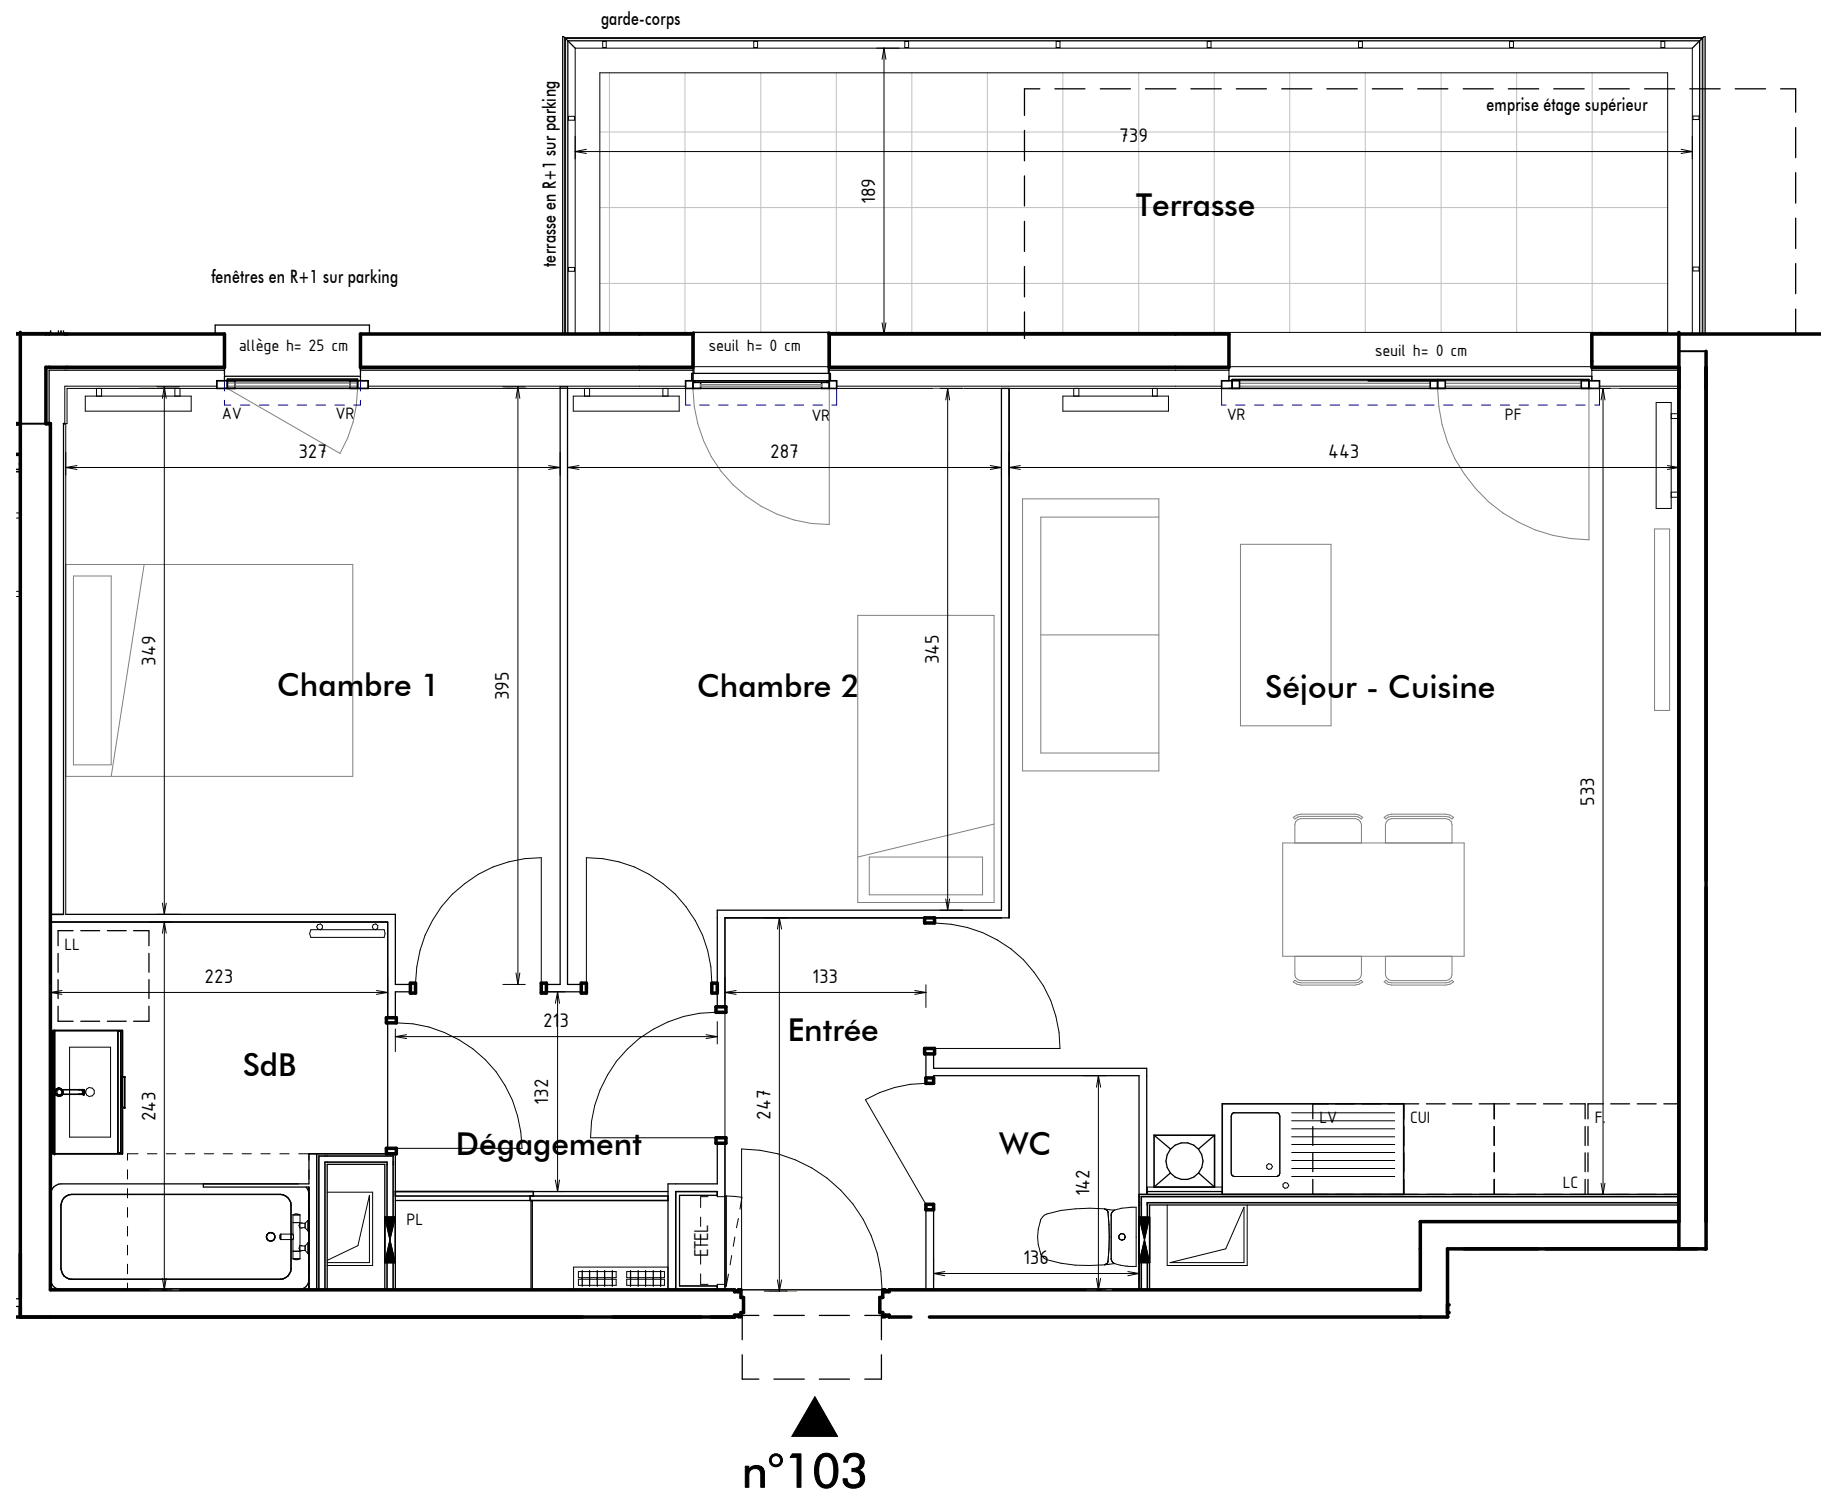 garde-corps
terrasse en R+1 sur parking
emprise étage supérieur
739
189
Terrasse
fenêtres en R+1 sur parking
allège h= 25 cm
seuil h= 0 cm
seuil h= 0 cm
AV
VR
VR
VR
PF
327
287
443
349
395
345
533
Chambre 1
Chambre 2
Séjour - Cuisine
LL
223
213
133
Entrée
SdB
243
132
247
Dégagement
WC
142
136
LV
CUI
F.
LC
PL
ETEL
n°103